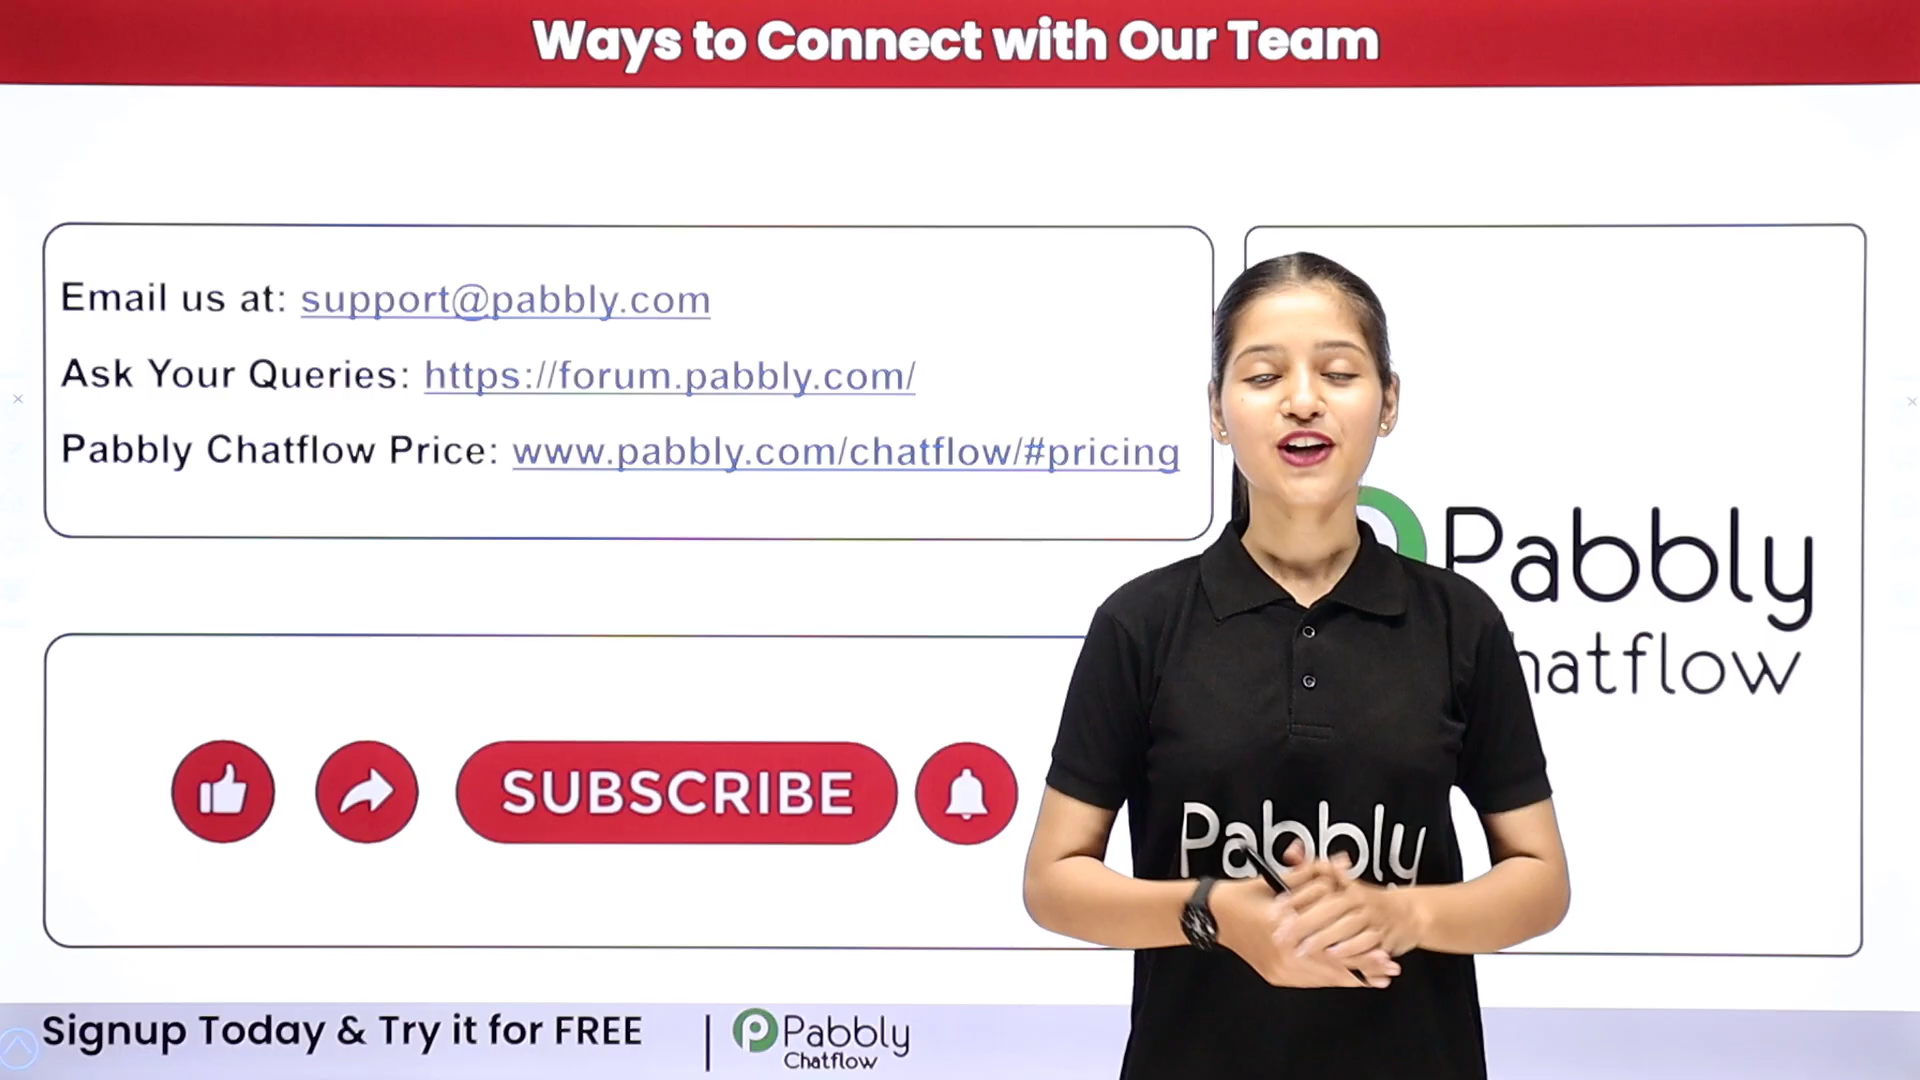 Ways to Connect with Our Team
Email us at: support@pabbly.com
Ask Your Queries: https://forum.pabbly.com/
Pabbly Chatflow Price: www.pabbly.com/chatflow/#pricing
Pabbly
hatflow
SUBSCRIBE
Pabbly
Signup Today & Try it for FREE
Pabbly
Chatflow